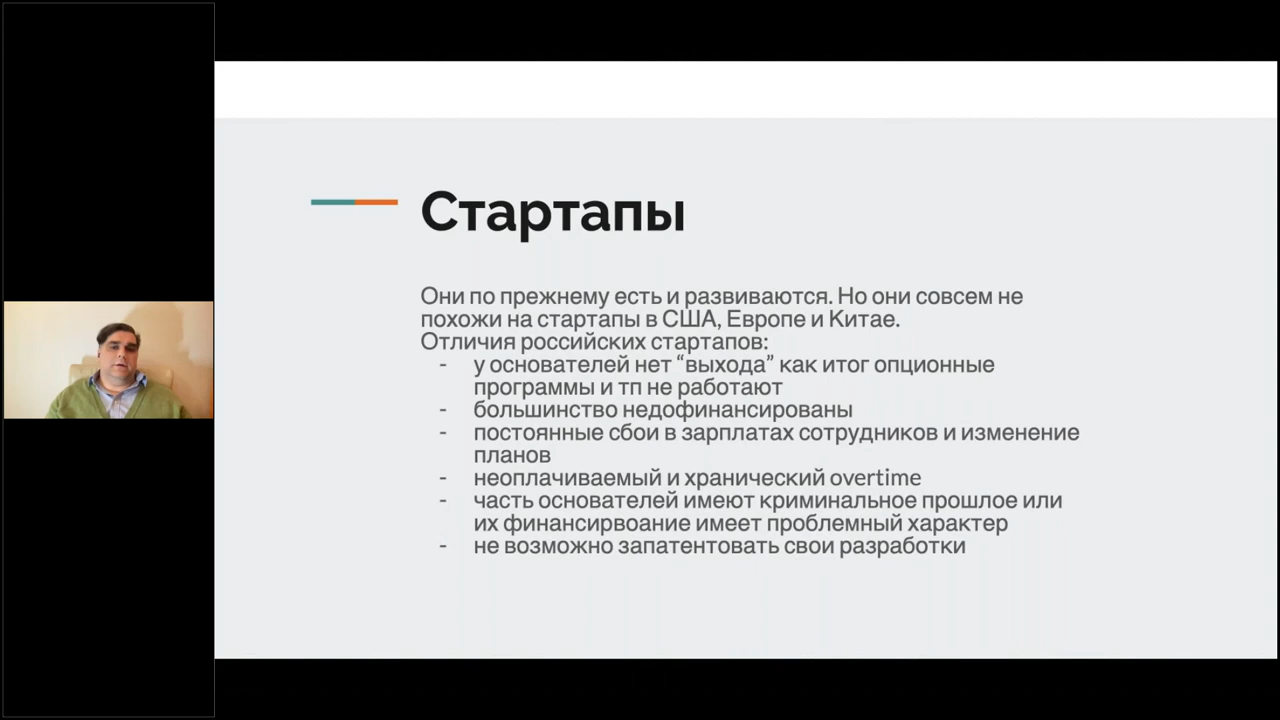 Стартапы
Они по прежнему есть и развиваются. Но они совсем не
похожи на стартапы в США, Европе и Китае.
Отличия российских стартапов:
- у основателей нет “выхода” как итог опционные
программы и тп не работают
- большинство недофинансированы
- постоянные сбои в зарплатах сотрудников и изменение
планов
- неоплачиваемый и хранический overtime
- часть основателей имеют криминальное прошлое или
их финансирвоание имеет проблемный характер
- не возможно запатентовать свои разработки